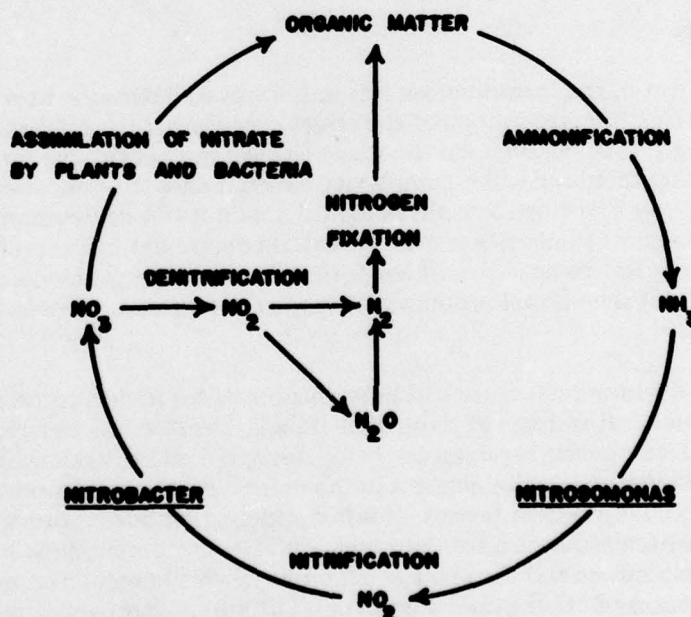 ORGANIC MATTER
ASSIMILATION OF NITRATE
BY PLANTS AND BACTERIA
AMMONIFICATION
NITROGEN
FIXATION
DENITRIFICATION
NO3
NO2
N2
NH3
N2O
NITROBACTER
NITROSOMONAS
NITRIFICATION
NO2